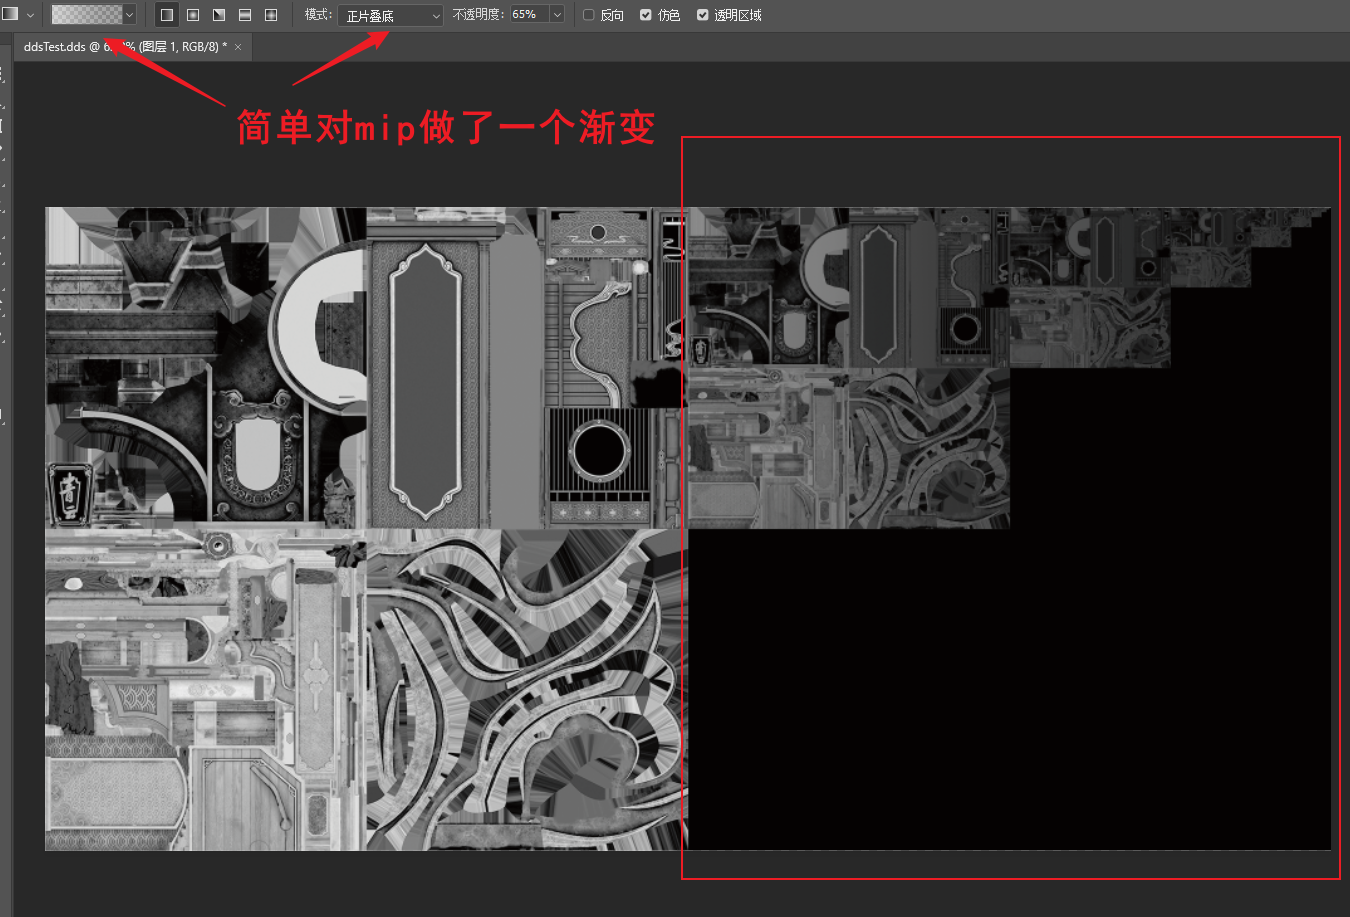 模式： 正片叠底 不透明度： 65% 反向 仿色 透明区域
ddsTest.dds @ 6 % (图层 1, RGB/8) * ×
简单对mip做了一个渐变
青云